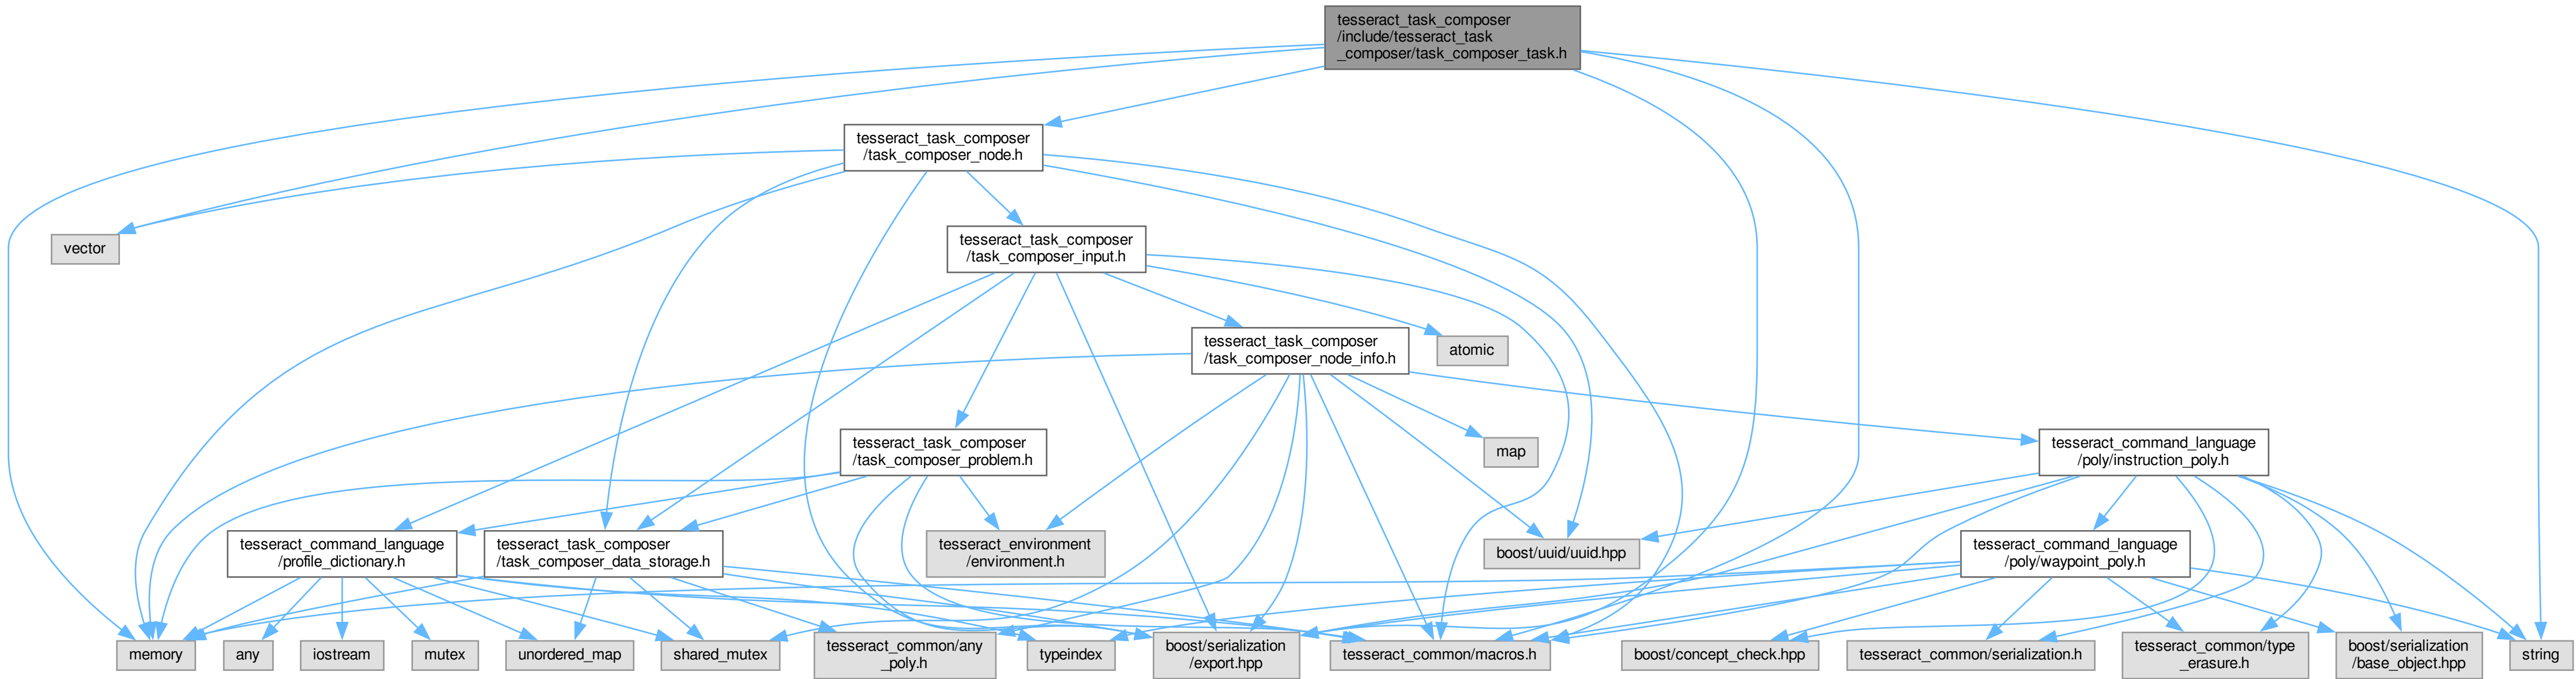 tesseract_task_composer
/include/tesseract_task
_composer/task_composer_task.h
tesseract_task_composer
/task_composer_node.h
vector
tesseract_task_composer
/task_composer_input.h
tesseract_task_composer
/task_composer_node_info.h
atomic
tesseract_task_composer
/task_composer_problem.h
map
tesseract_command_language
/poly/instruction_poly.h
tesseract_command_language
/profile_dictionary.h
tesseract_task_composer
/task_composer_data_storage.h
tesseract_environment
/environment.h
boost/uuid/uuid.hpp
tesseract_command_language
/poly/waypoint_poly.h
memory
any
iostream
mutex
unordered_map
shared_mutex
tesseract_common/any
_poly.h
typeindex
boost/serialization
/export.hpp
tesseract_common/macros.h
boost/concept_check.hpp
tesseract_common/serialization.h
tesseract_common/type
_erasure.h
boost/serialization
/base_object.hpp
string